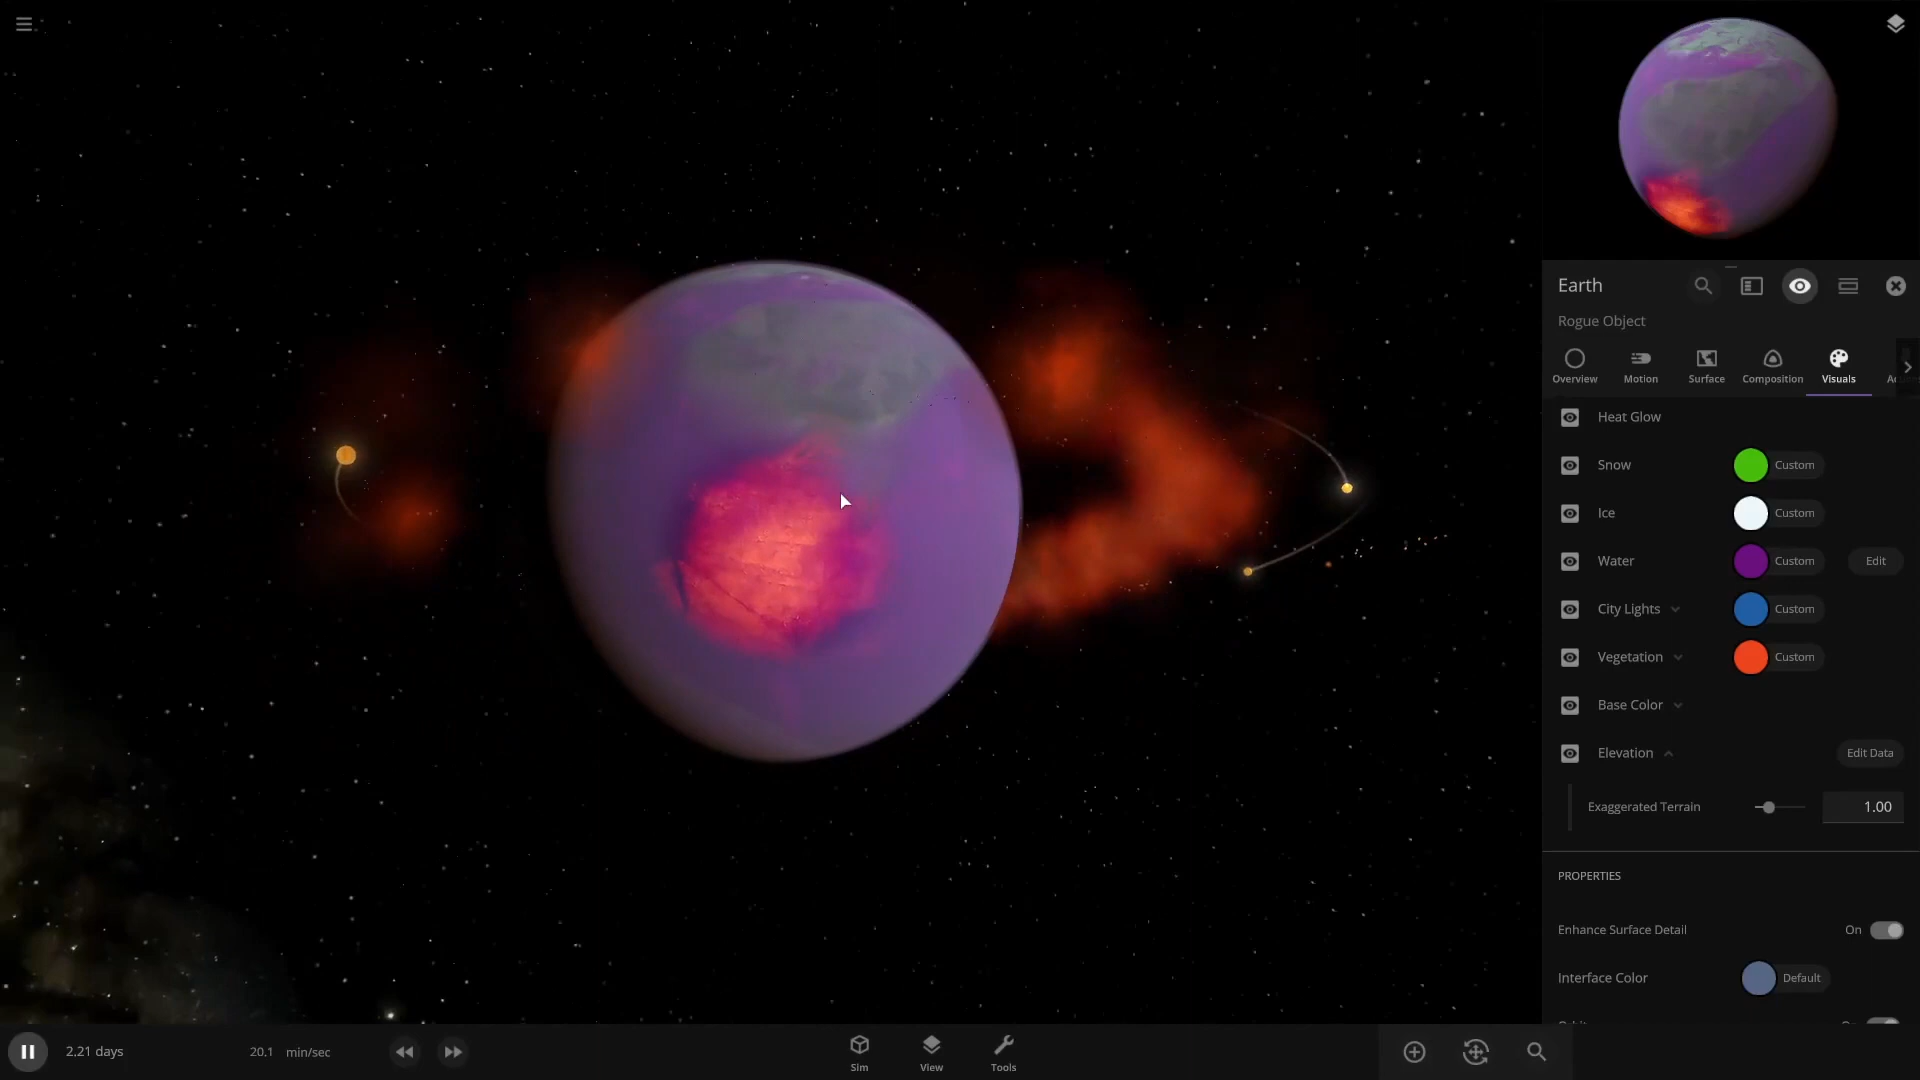 Earth
Rogue Object
Overview Motion Surface Composition Visuals
Heat Glow
Snow Custom
Ice Custom
Water Custom Edit
City Lights Custom
Vegetation Custom
Base Color
Elevation Edit Data
Exaggerated Terrain 1.00
PROPERTIES
Enhance Surface Detail On
Interface Color Default
2.21 days 20.1 min/sec
Sim View Tools